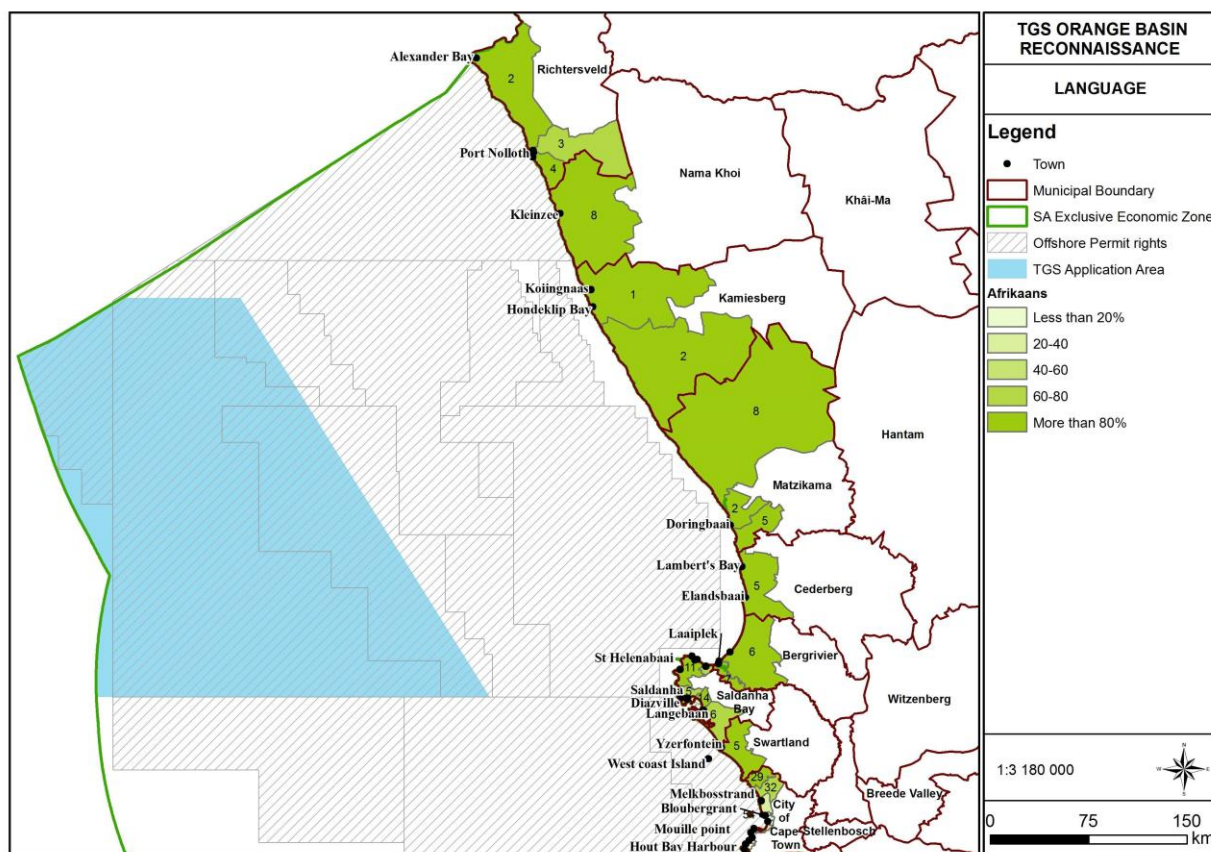 Alexander Bay
2
Richtersveld
3
Port Nolloth
4
Nama Khoi
Khâi-Ma
Kleinzee
8
Koiingnaas
1
Kamiesberg
Hondeklip Bay
2
8
Hantam
Matzikama
2
Doringbaai
5
Lambert's Bay
5
Cederberg
Elandsbaai
Laaiplek
6
St Helenabaai
11
Bergrivier
Witzenberg
Saldanha
5
14
Saldanha
Bay
Diazville
Langebaan
6
Yzerfontein
5
Swartland
West coast Island
29
32
Melkbosstrand
Breede Valley
Bloubergrant
City
of
Cape
Town
Stellenbosch
Mouille point
Hout Bay Harbour
TGS ORANGE BASIN
RECONNAISSANCE
LANGUAGE
Legend
Town
Municipal Boundary
SA Exclusive Economic Zone
Offshore Permit rights
TGS Application Area
Afrikaans
Less than 20%
20-40
40-60
60-80
More than 80%
1:3 180 000
N
W
E
S
0 75 150
km